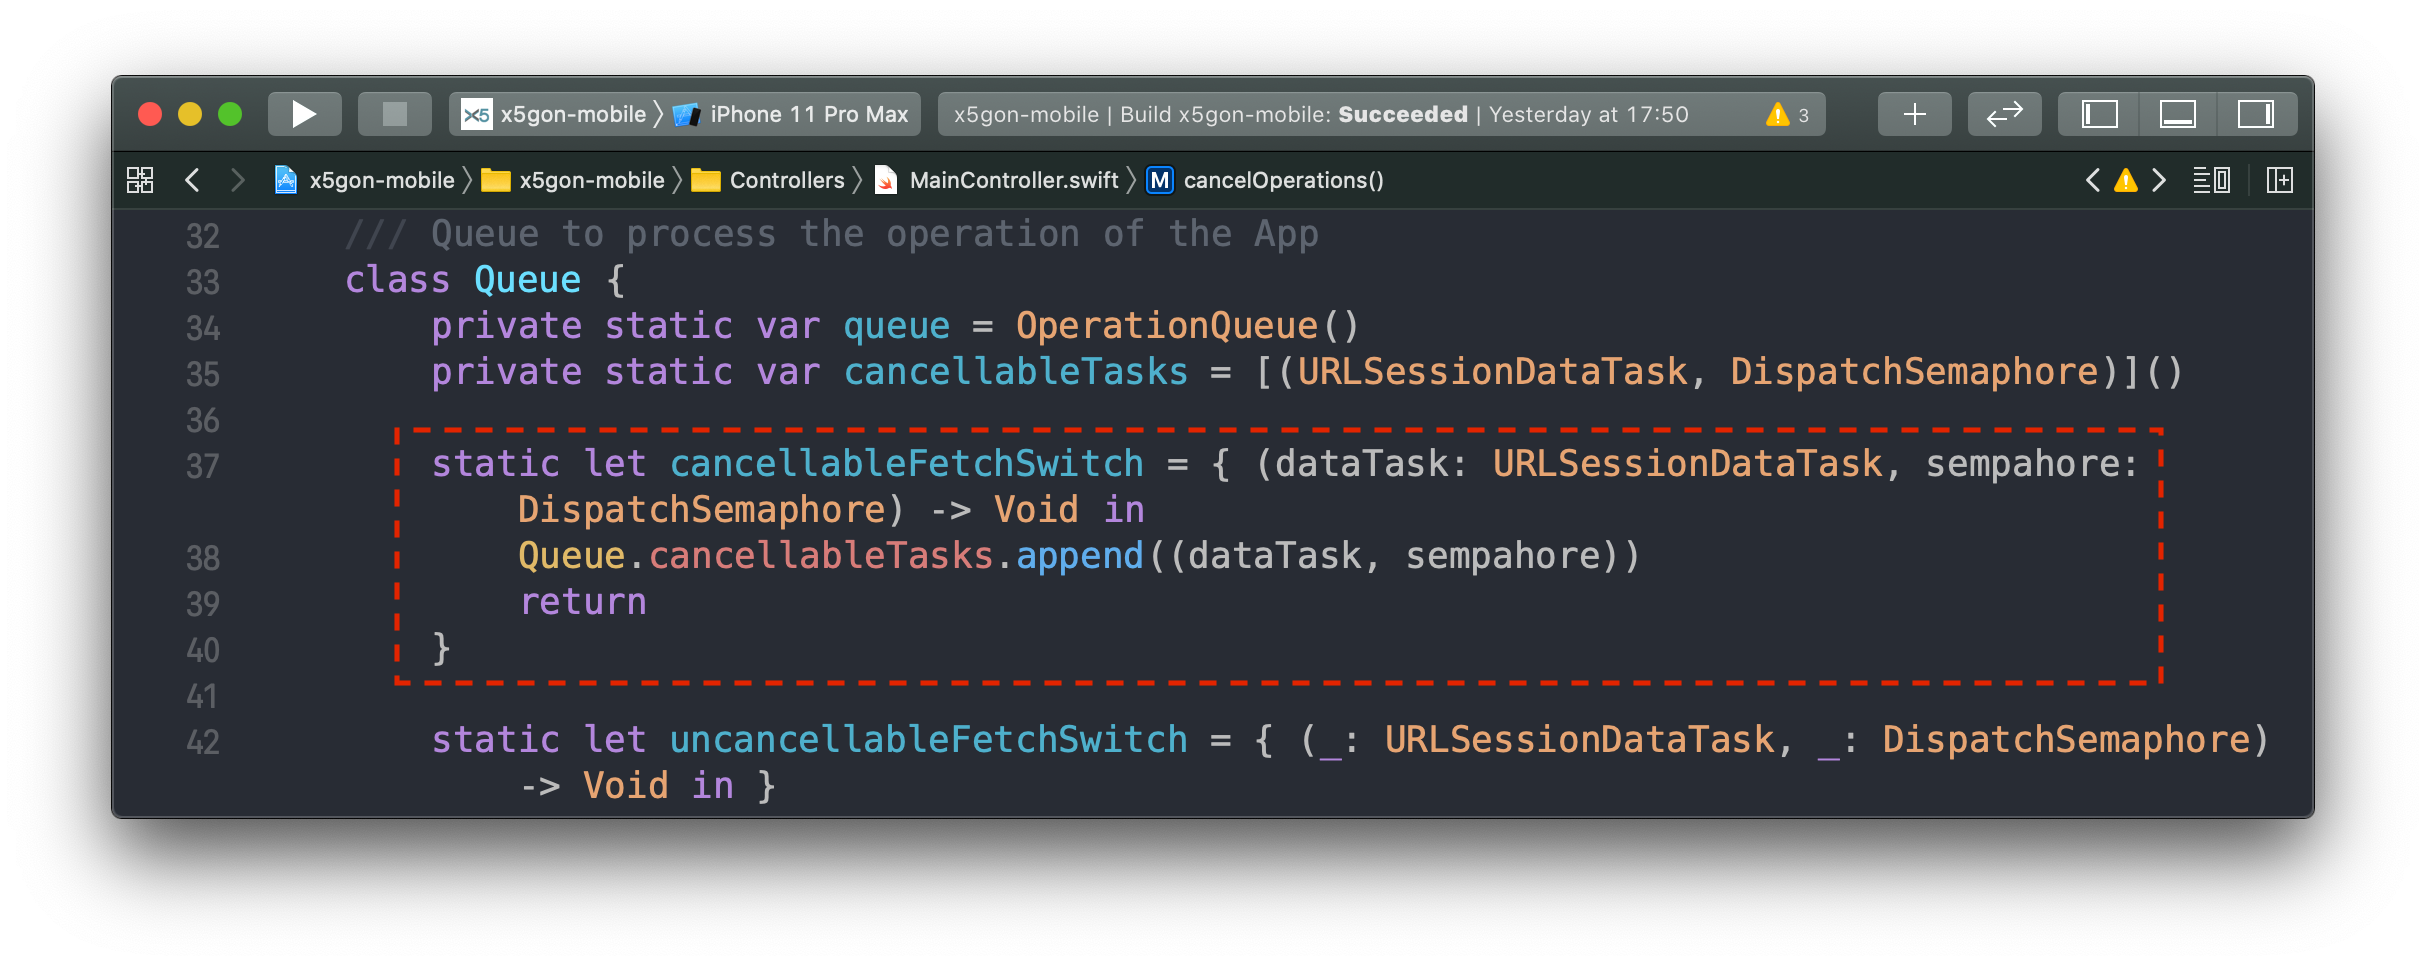 X5 x5gon-mobile 〉 iPhone 11 Pro Max x5gon-mobile | Build x5gon-mobile: Succeeded | Yesterday at 17:50 3
x5gon-mobile 〉 x5gon-mobile 〉 Controllers 〉 MainController.swift 〉 M cancelOperations()
32 /// Queue to process the operation of the App
33 class Queue {
34 private static var queue = OperationQueue()
35 private static var cancellableTasks = [(URLSessionDataTask, DispatchSemaphore)]()
36
37 static let cancellableFetchSwitch = { (dataTask: URLSessionDataTask, sempahore:
DispatchSemaphore) -> Void in
38 Queue.cancellableTasks.append((dataTask, sempahore))
39 return
40 }
41
42 static let uncancellableFetchSwitch = { (_: URLSessionDataTask, _: DispatchSemaphore)
-> Void in }